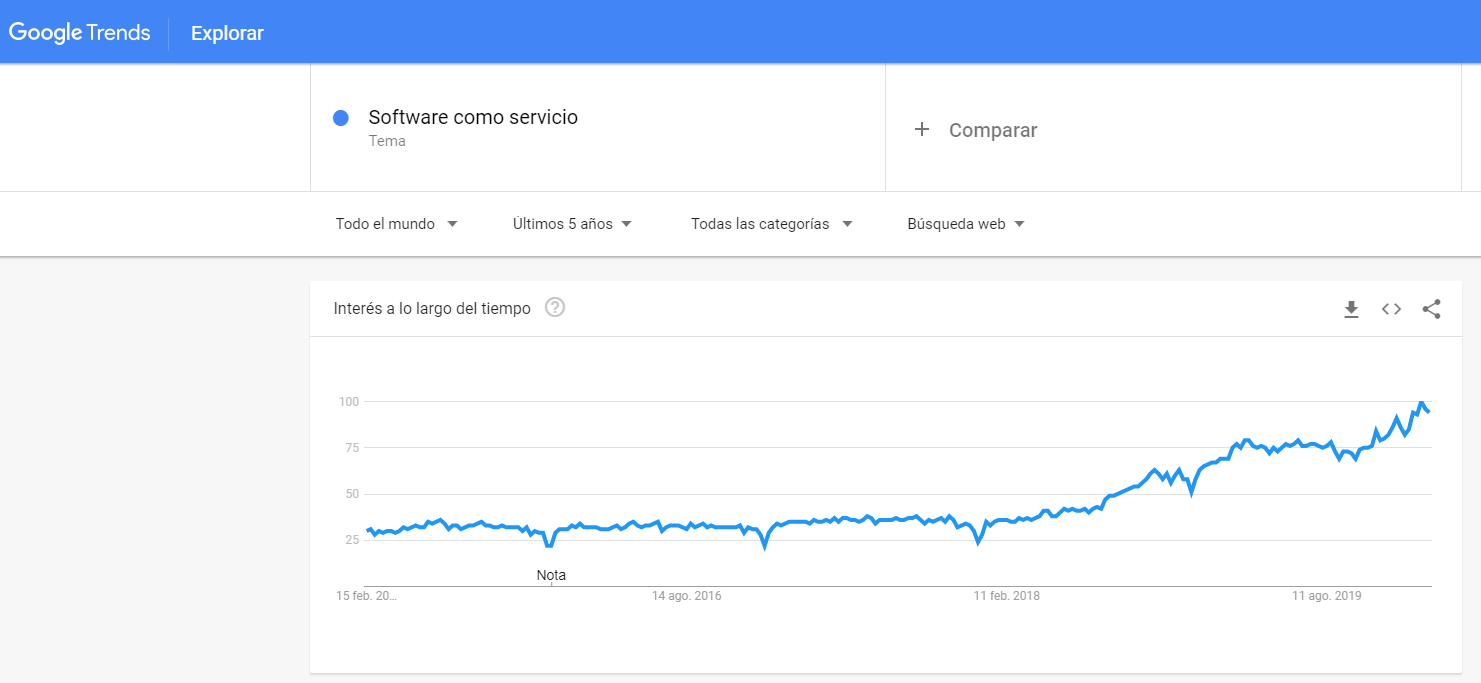 Google Trends Explorar
Software como servicio
Tema
+ Comparar
Todo el mundo Últimos 5 años Todas las categorías Búsqueda web
Interés a lo largo del tiempo ?
100
75
50
25
Nota
15 feb. 20... 14 ago. 2016 11 feb. 2018 11 ago. 2019